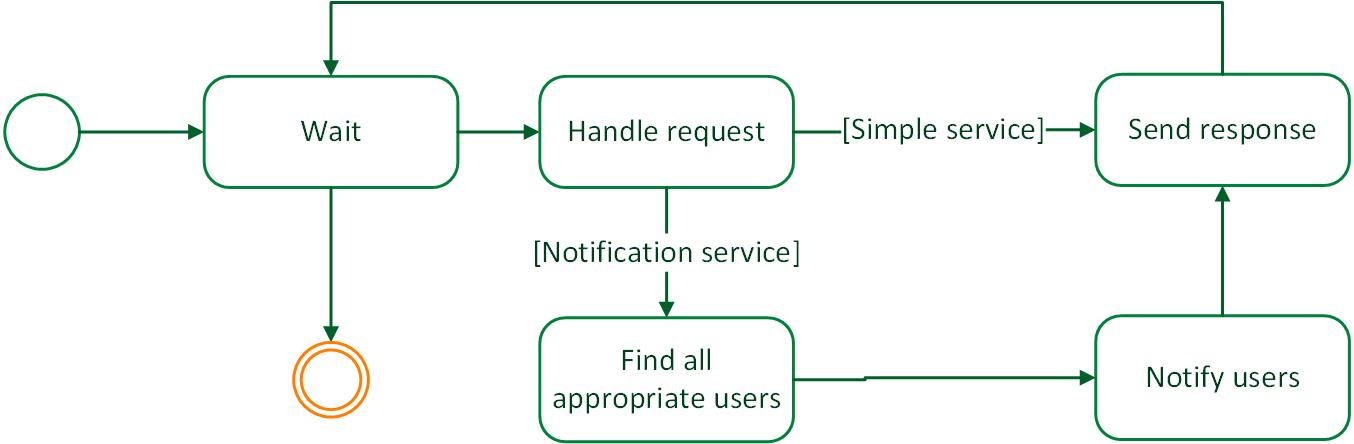 Wait
Handle request
[Simple service]
Send response
[Notification service]
Find all
appropriate users
Notify users